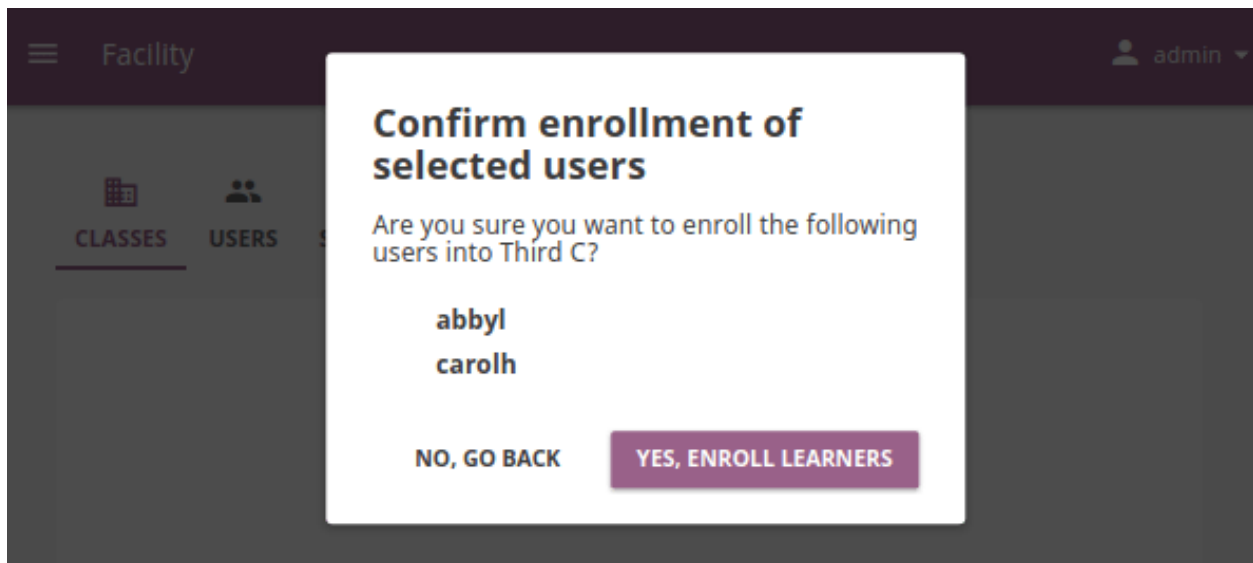 Facility
admin
Confirm enrollment of
selected users
CLASSES
USERS
Are you sure you want to enroll the following
users into Third C?
abbyl
carolh
NO, GO BACK
YES, ENROLL LEARNERS